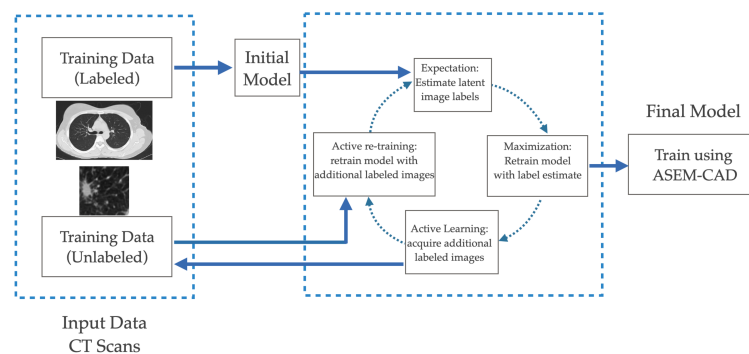 Training Data
(Labeled)
Initial
Model
Expectation:
Estimate latent
image labels
Final Model
Active re-training:
retrain model with
additional labeled images
Maximization:
Retrain model
with label estimate
Train using
ASEM-CAD
Training Data
(Unlabeled)
Active Learning:
acquire additional
labeled images
Input Data
CT Scans